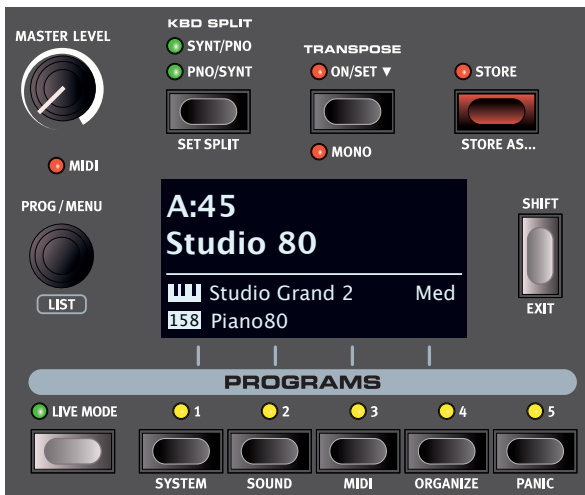 MASTER LEVEL
KBD SPLIT
SYNT/PNO
PNO/SYNT
SET SPLIT
TRANSPOSE
ON/SET ▼
MONO
STORE
STORE AS...
MIDI
PROG/MENU
LIST
A:45
Studio 80
Studio Grand 2 Med
158 Piano80
SHIFT
EXIT
PROGRAMS
LIVE MODE 1 2 3 4 5
SYSTEM SOUND MIDI ORGANIZE PANIC